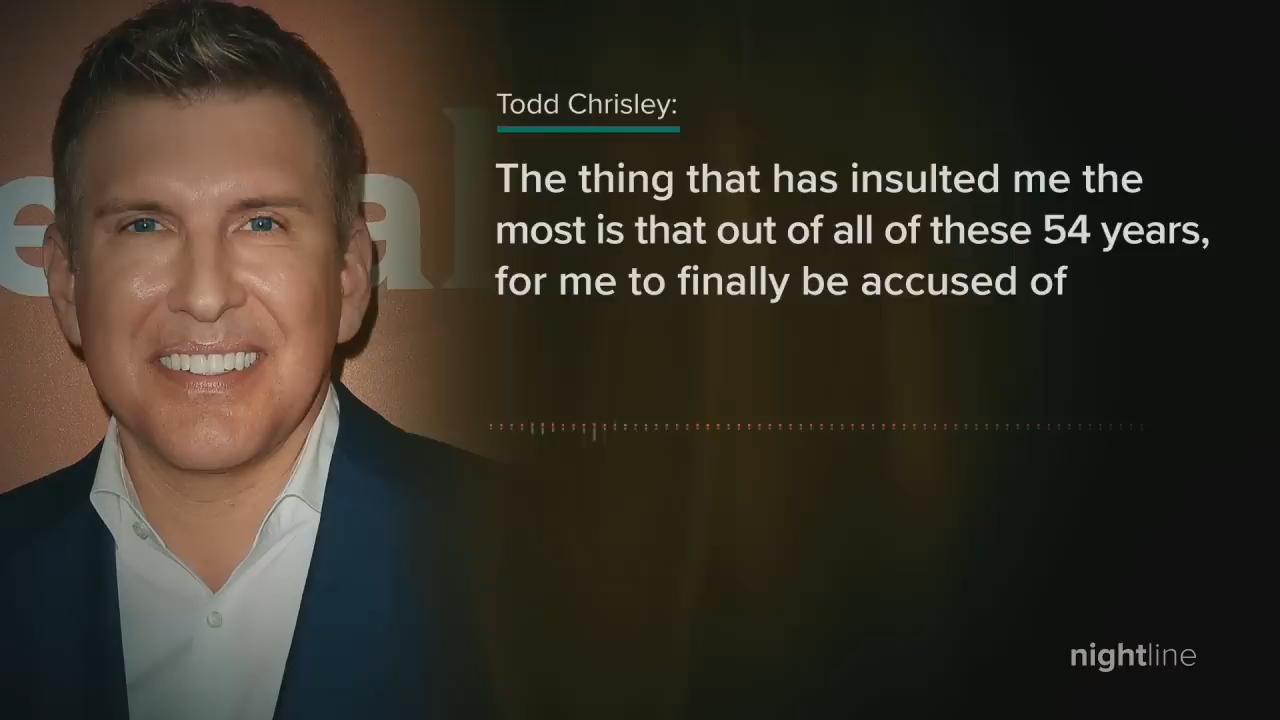 Todd Chrisley:
The thing that has insulted me the
most is that out of all of these 54 years,
for me to finally be accused of
nightline